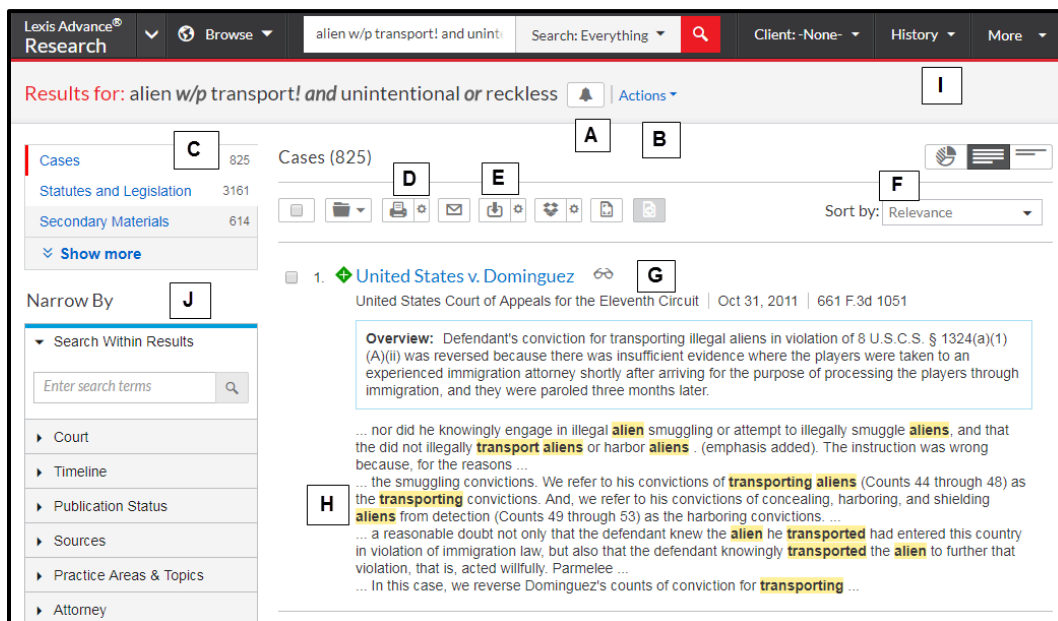 Lexis Advance®
Research
Browse
alien w/p transport! and uninte
Search: Everything
Client: -None-
History
More
I
Results for: alien w/p transport! and unintentional or reckless
Actions
A
B
C
Cases 825
Statutes and Legislation 3161
Secondary Materials 614
Show more
Cases (825)
D
E
F
Sort by: Relevance
Narrow By
J
Search Within Results
Enter search terms
Court
Timeline
Publication Status
Sources
Practice Areas & Topics
Attorney
1. United States v. Dominguez
G
United States Court of Appeals for the Eleventh Circuit | Oct 31, 2011 | 661 F.3d 1051
Overview: Defendant's conviction for transporting illegal aliens in violation of 8 U.S.C.S. § 1324(a)(1)
(A)(ii) was reversed because there was insufficient evidence where the players were taken to an
experienced immigration attorney shortly after arriving for the purpose of processing the players through
immigration, and they were paroled three months later.
... nor did he knowingly engage in illegal alien smuggling or attempt to illegally smuggle aliens, and that
the did not illegally transport aliens or harbor aliens . (emphasis added). The instruction was wrong
because, for the reasons ...
... the smuggling convictions. We refer to his convictions of transporting aliens (Counts 44 through 48) as
the transporting convictions. And, we refer to his convictions of concealing, harboring, and shielding
H
aliens from detection (Counts 49 through 53) as the harboring convictions. ...
... a reasonable doubt not only that the defendant knew the alien he transported had entered this country
in violation of immigration law, but also that the defendant knowingly transported the alien to further that
violation, that is, acted willfully. Parmelee ...
... In this case, we reverse Dominguez's counts of conviction for transporting ...